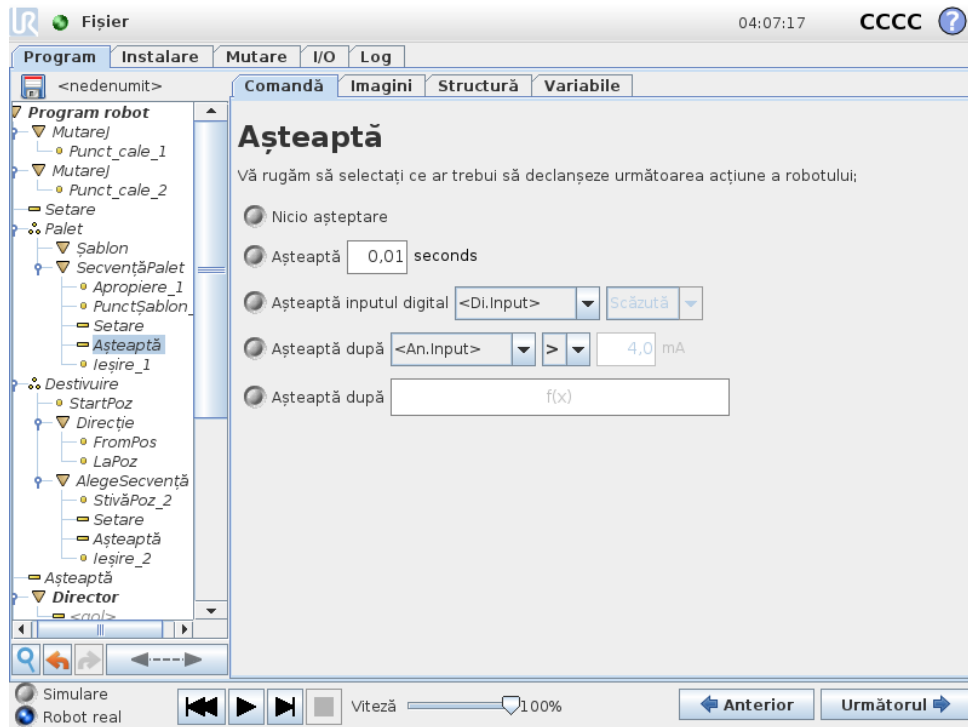 UR Fișier 04:07:17 CCCC ?
Program Instalare Mutare I/O Log
<nedenumit>
Comandă Imagini Structură Variabile
Program robot
MutareJ
Punct_cale_1
MutareJ
Punct_cale_2
Setare
Palet
Șablon
SecvențăPalet
Apropiere_1
PunctȘablon_
Setare
Așteaptă
Ieșire_1
Destivuire
StartPoz
Direcție
FromPos
LaPoz
AlegeSecvență
StivăPoz_2
Setare
Așteaptă
Ieșire_2
Așteaptă
Director
<gol>
Așteaptă
Vă rugăm să selectați ce ar trebui să declanșeze următoarea acțiune a robotului;
Nicio așteptare
Așteaptă 0,01 seconds
Așteaptă inputul digital <Di.Input> Scăzută
Așteaptă după <An.Input> > 4,0 mA
Așteaptă după f(x)
Simulare
Robot real
Viteză 100%
Anterior Următorul